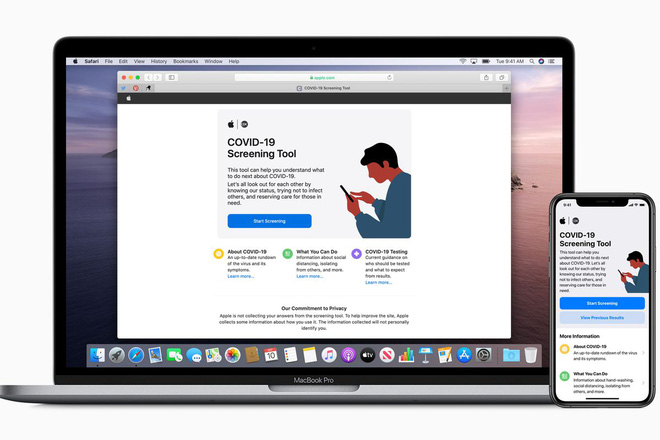 Safari File Edit View History Bookmarks Window Help
Tue 9:41 AM
apple.com
COVID-19 Screening Tool
COVID-19
Screening Tool
This tool can help you understand what
to do next about COVID-19.
Let's all look out for each other by
knowing our status, trying not to infect
others, and reserving care for those in
need.
Start Screening
About COVID-19
An up-to-date rundown
of the virus and its
symptoms.
Learn more...
What You Can Do
Information about social
distancing, isolating
from others, and more.
Learn more...
COVID-19 Testing
Current guidance on
who should be tested
and what to expect
from results.
Learn more...
Our Commitment to Privacy
Apple is not collecting your answers from the screening tool. To help improve the site, Apple
collects some information about how you use it. The information collected will not personally
identify you.
10
tv
MacBook Pro
9:41
COVID-19
Screening Tool
This tool can help you understand
what to do next about COVID-19.
Let's all look out for each other by
knowing our status, trying not to
infect others, and reserving care
for those in need.
Start Screening
View Previous Results
More Information
About COVID-19
An up-to-date rundown of the virus
and its symptoms.
What You Can Do
Information about hand-washing,
social distancing, isolating from
others, and more.